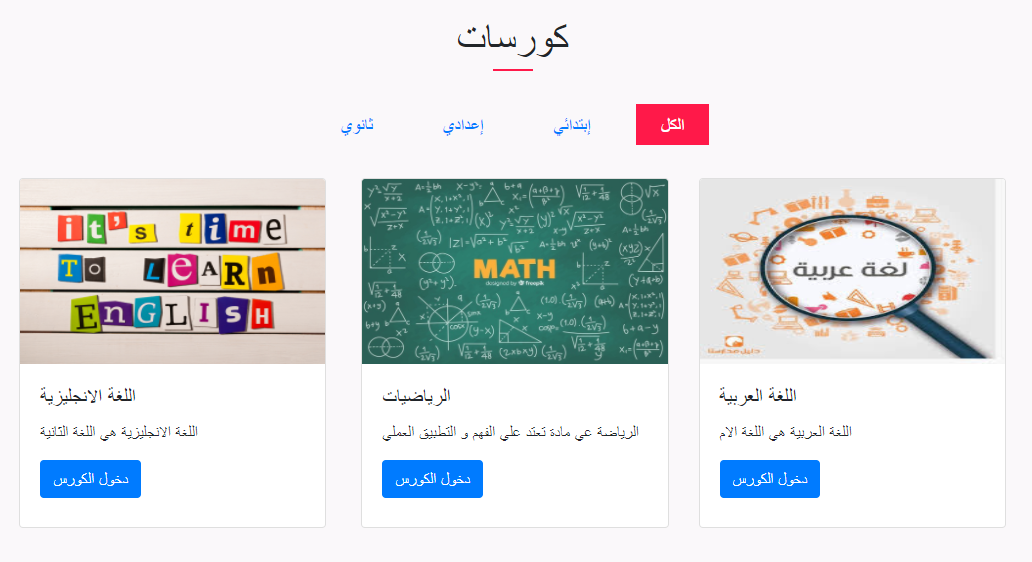 كورسات
الكل
إبتدائي
إعدادي
ثانوي
لغة عربية
دليل مدارسنا
اللغة العربية
اللغة العربية هي اللغة الام
دخول الكورس
MATH
designed by freepik
الرياضيات
الرياضة عي مادة تعتد علي الفهم و التطبيق العملي
دخول الكورس
it's time
TO LEARN
ENGLISH
اللغة الانجليزية
اللغة الانجليزية هي اللغة الثانية
دخول الكورس